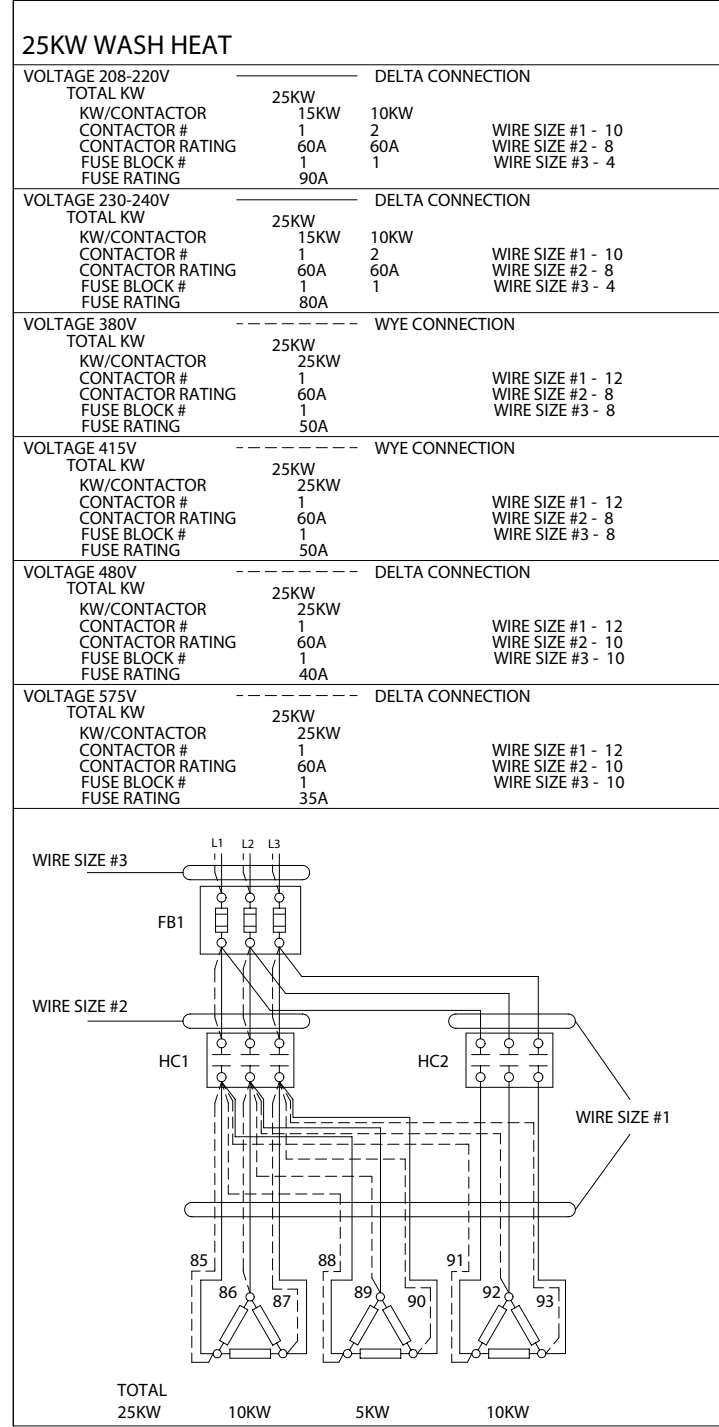 25KW WASH HEAT
VOLTAGE 208-220V DELTA CONNECTION
TOTAL KW 25KW
KW/CONTACTOR 15KW 10KW
CONTACTOR # 1 2 WIRE SIZE #1 - 10
CONTACTOR RATING 60A 60A WIRE SIZE #2 - 8
FUSE BLOCK # 1 1 WIRE SIZE #3 - 4
FUSE RATING 90A
VOLTAGE 230-240V DELTA CONNECTION
TOTAL KW 25KW
KW/CONTACTOR 15KW 10KW
CONTACTOR # 1 2 WIRE SIZE #1 - 10
CONTACTOR RATING 60A 60A WIRE SIZE #2 - 8
FUSE BLOCK # 1 1 WIRE SIZE #3 - 4
FUSE RATING 80A
VOLTAGE 380V WYE CONNECTION
TOTAL KW 25KW
KW/CONTACTOR 25KW
CONTACTOR # 1 WIRE SIZE #1 - 12
CONTACTOR RATING 60A WIRE SIZE #2 - 8
FUSE BLOCK # 1 WIRE SIZE #3 - 8
FUSE RATING 50A
VOLTAGE 415V WYE CONNECTION
TOTAL KW 25KW
KW/CONTACTOR 25KW
CONTACTOR # 1 WIRE SIZE #1 - 12
CONTACTOR RATING 60A WIRE SIZE #2 - 8
FUSE BLOCK # 1 WIRE SIZE #3 - 8
FUSE RATING 50A
VOLTAGE 480V DELTA CONNECTION
TOTAL KW 25KW
KW/CONTACTOR 25KW
CONTACTOR # 1 WIRE SIZE #1 - 12
CONTACTOR RATING 60A WIRE SIZE #2 - 10
FUSE BLOCK # 1 WIRE SIZE #3 - 10
FUSE RATING 40A
VOLTAGE 575V DELTA CONNECTION
TOTAL KW 25KW
KW/CONTACTOR 25KW
CONTACTOR # 1 WIRE SIZE #1 - 12
CONTACTOR RATING 60A WIRE SIZE #2 - 10
FUSE BLOCK # 1 WIRE SIZE #3 - 10
FUSE RATING 35A
L1 L2 L3
WIRE SIZE #3
FB1
WIRE SIZE #2
HC1 HC2
WIRE SIZE #1
85 88 91
86 87 89 90 92 93
TOTAL
25KW 10KW 5KW 10KW